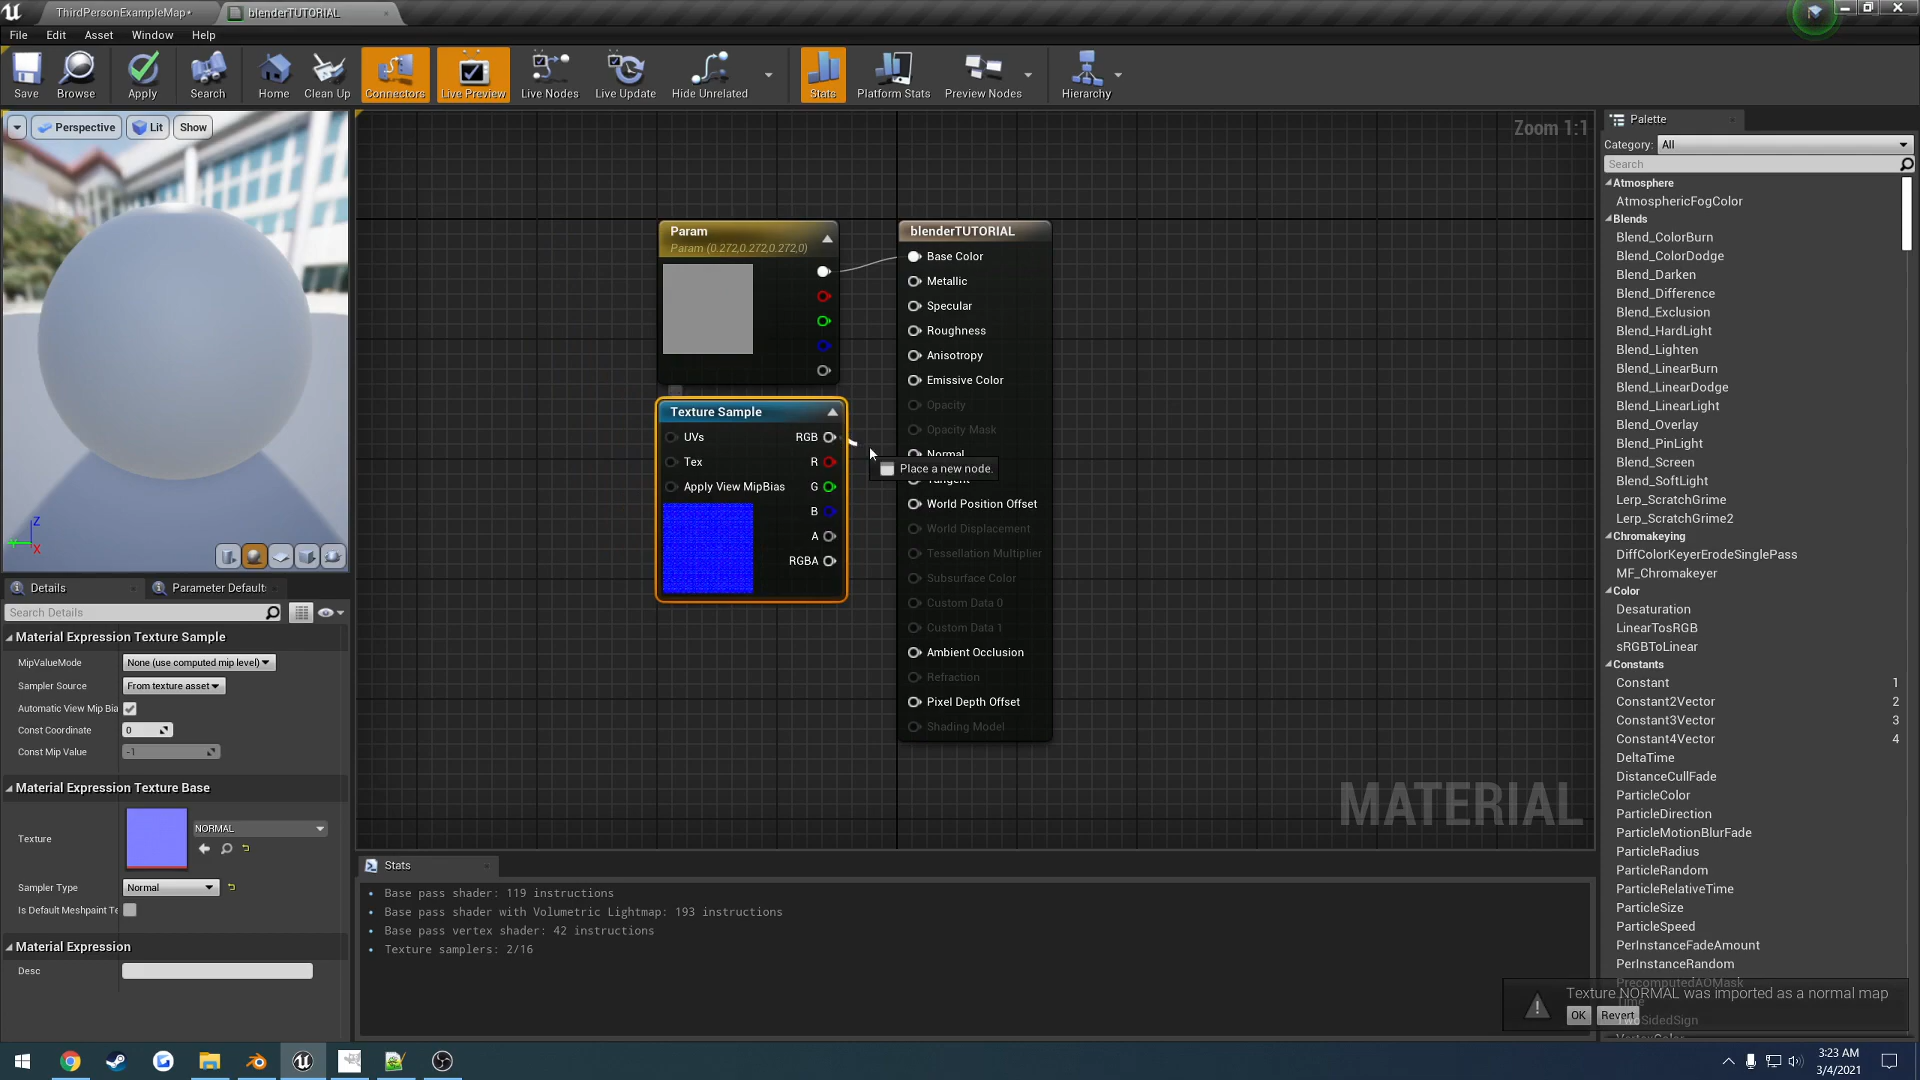 ThirdPersonExampleMap*
blenderTUTORIAL
File Edit Asset Window Help
Save Browse Apply Search Home Clean Up Connectors Live Preview Live Nodes Live Update Hide Unrelated Stats Platform Stats Preview Nodes Hierarchy
Perspective Lit Show
Zoom 1:1
Param
Param (0.272,0.272,0.272,0)
Texture Sample
UVs RGB
Tex R
Apply View MipBias G
B
A
RGBA
blenderTUTORIAL
Base Color
Metallic
Specular
Roughness
Anisotropy
Emissive Color
Opacity
Opacity Mask
Normal
Place a new node.
Tangent
World Position Offset
World Displacement
Tessellation Multiplier
Subsurface Color
Custom Data 0
Custom Data 1
Ambient Occlusion
Refraction
Pixel Depth Offset
Shading Model
MATERIAL
Z
X
Details Parameter Default
Search Details
Material Expression Texture Sample
MipValueMode None (use computed mip level)
Sampler Source From texture asset
Automatic View Mip Bia
Const Coordinate 0
Const Mip Value -1
Material Expression Texture Base
Texture NORMAL
Sampler Type Normal
Is Default Meshpaint Te
Material Expression
Desc
Stats
Base pass shader: 119 instructions
Base pass shader with Volumetric Lightmap: 193 instructions
Base pass vertex shader: 42 instructions
Texture samplers: 2/16
Palette
Category: All
Search
Atmosphere
AtmosphericFogColor
Blends
Blend_ColorBurn
Blend_ColorDodge
Blend_Darken
Blend_Difference
Blend_Exclusion
Blend_HardLight
Blend_Lighten
Blend_LinearBurn
Blend_LinearDodge
Blend_LinearLight
Blend_Overlay
Blend_PinLight
Blend_Screen
Blend_SoftLight
Lerp_ScratchGrime
Lerp_ScratchGrime2
Chromakeying
DiffColorKeyerErodeSinglePass
MF_Chromakeyer
Color
Desaturation
LinearTosRGB
sRGBToLinear
Constants
Constant 1
Constant2Vector 2
Constant3Vector 3
Constant4Vector 4
DeltaTime
DistanceCullFade
ParticleColor
ParticleDirection
ParticleMotionBlurFade
ParticleRadius
ParticleRandom
ParticleRelativeTime
ParticleSize
ParticleSpeed
PerInstanceFadeAmount
PerInstanceRandom
PrecomputedAOMask
Texture NORMAL was imported as a normal map
Time
OK Revert
TwoSidedSign
3:23 AM
3/4/2021